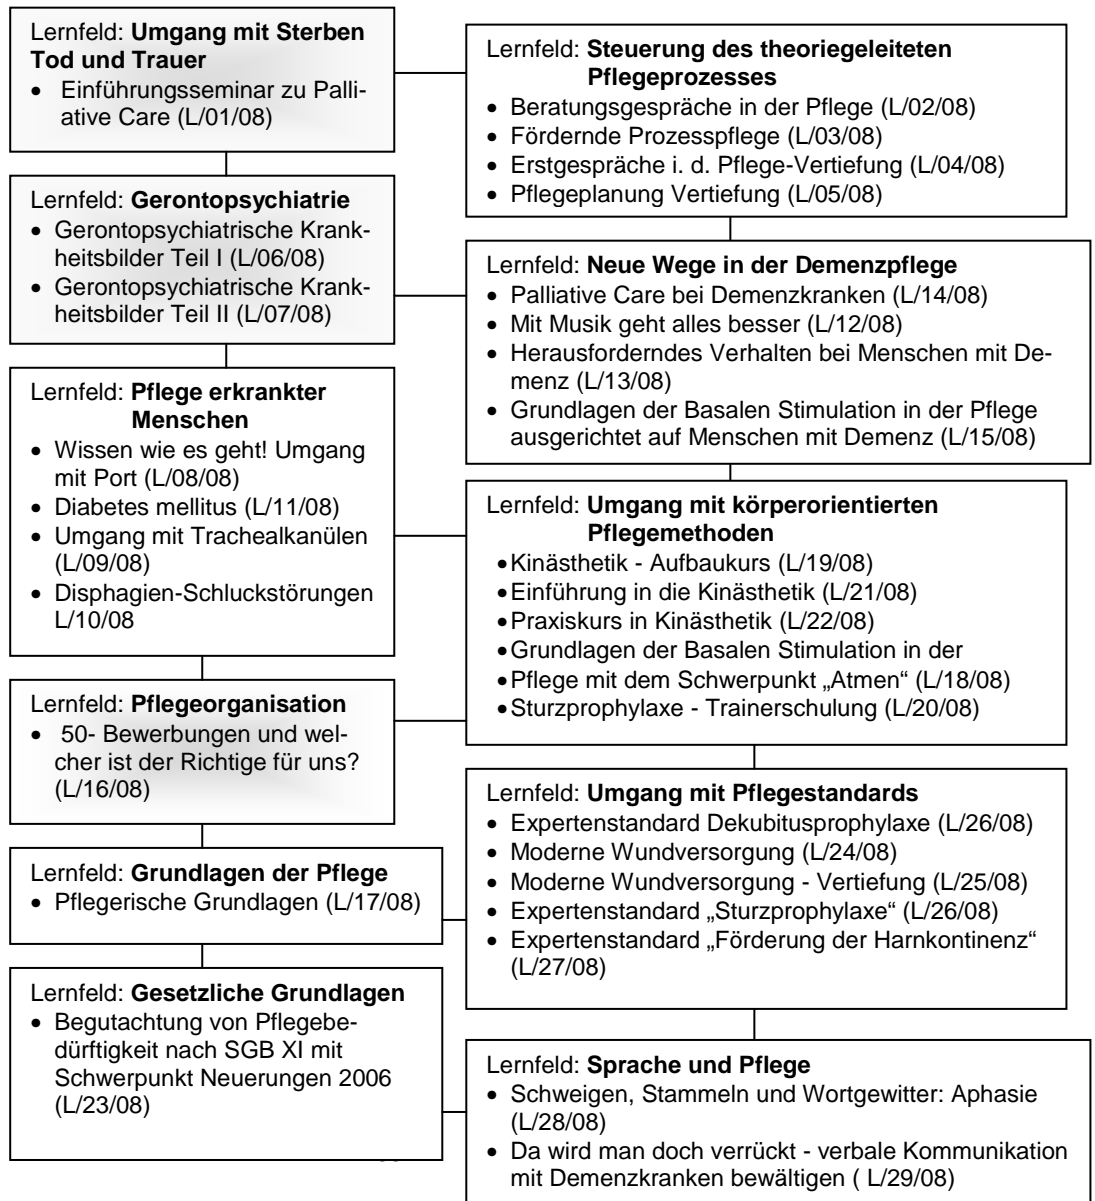 Lernfeld: Umgang mit Sterben
Tod und Trauer
• Einführungsseminar zu Palli-
ative Care (L/01/08)
Lernfeld: Steuerung des theoriegeleiteten
Pflegeprozesses
• Beratungsgespräche in der Pflege (L/02/08)
• Fördernde Prozesspflege (L/03/08)
• Erstgespräche i. d. Pflege-Vertiefung (L/04/08)
• Pflegeplanung Vertiefung (L/05/08)
Lernfeld: Gerontopsychiatrie
• Gerontopsychiatrische Krank-
heitsbilder Teil I (L/06/08)
• Gerontopsychiatrische Krank-
heitsbilder Teil II (L/07/08)
Lernfeld: Neue Wege in der Demenzpflege
• Palliative Care bei Demenzkranken (L/14/08)
• Mit Musik geht alles besser (L/12/08)
• Herausforderndes Verhalten bei Menschen mit De-
menz (L/13/08)
• Grundlagen der Basalen Stimulation in der Pflege
ausgerichtet auf Menschen mit Demenz (L/15/08)
Lernfeld: Pflege erkrankter
Menschen
• Wissen wie es geht! Umgang
mit Port (L/08/08)
• Diabetes mellitus (L/11/08)
• Umgang mit Trachealkanülen
(L/09/08)
• Disphagien-Schluckstörungen
L/10/08
Lernfeld: Umgang mit körperorientierten
Pflegemethoden
• Kinästhetik - Aufbaukurs (L/19/08)
• Einführung in die Kinästhetik (L/21/08)
• Praxiskurs in Kinästhetik (L/22/08)
• Grundlagen der Basalen Stimulation in der
• Pflege mit dem Schwerpunkt „Atmen“ (L/18/08)
• Sturzprophylaxe - Trainerschulung (L/20/08)
Lernfeld: Pflegeorganisation
• 50- Bewerbungen und wel-
cher ist der Richtige für uns?
(L/16/08)
Lernfeld: Umgang mit Pflegestandards
• Expertenstandard Dekubitusprophylaxe (L/26/08)
• Moderne Wundversorgung (L/24/08)
• Moderne Wundversorgung - Vertiefung (L/25/08)
• Expertenstandard „Sturzprophylaxe“ (L/26/08)
• Expertenstandard „Förderung der Harnkontinenz“
(L/27/08)
Lernfeld: Grundlagen der Pflege
• Pflegerische Grundlagen (L/17/08)
Lernfeld: Gesetzliche Grundlagen
• Begutachtung von Pflegebe-
dürftigkeit nach SGB XI mit
Schwerpunkt Neuerungen 2006
(L/23/08)
Lernfeld: Sprache und Pflege
• Schweigen, Stammeln und Wortgewitter: Aphasie
(L/28/08)
• Da wird man doch verrückt - verbale Kommunikation
mit Demenzkranken bewältigen ( L/29/08)